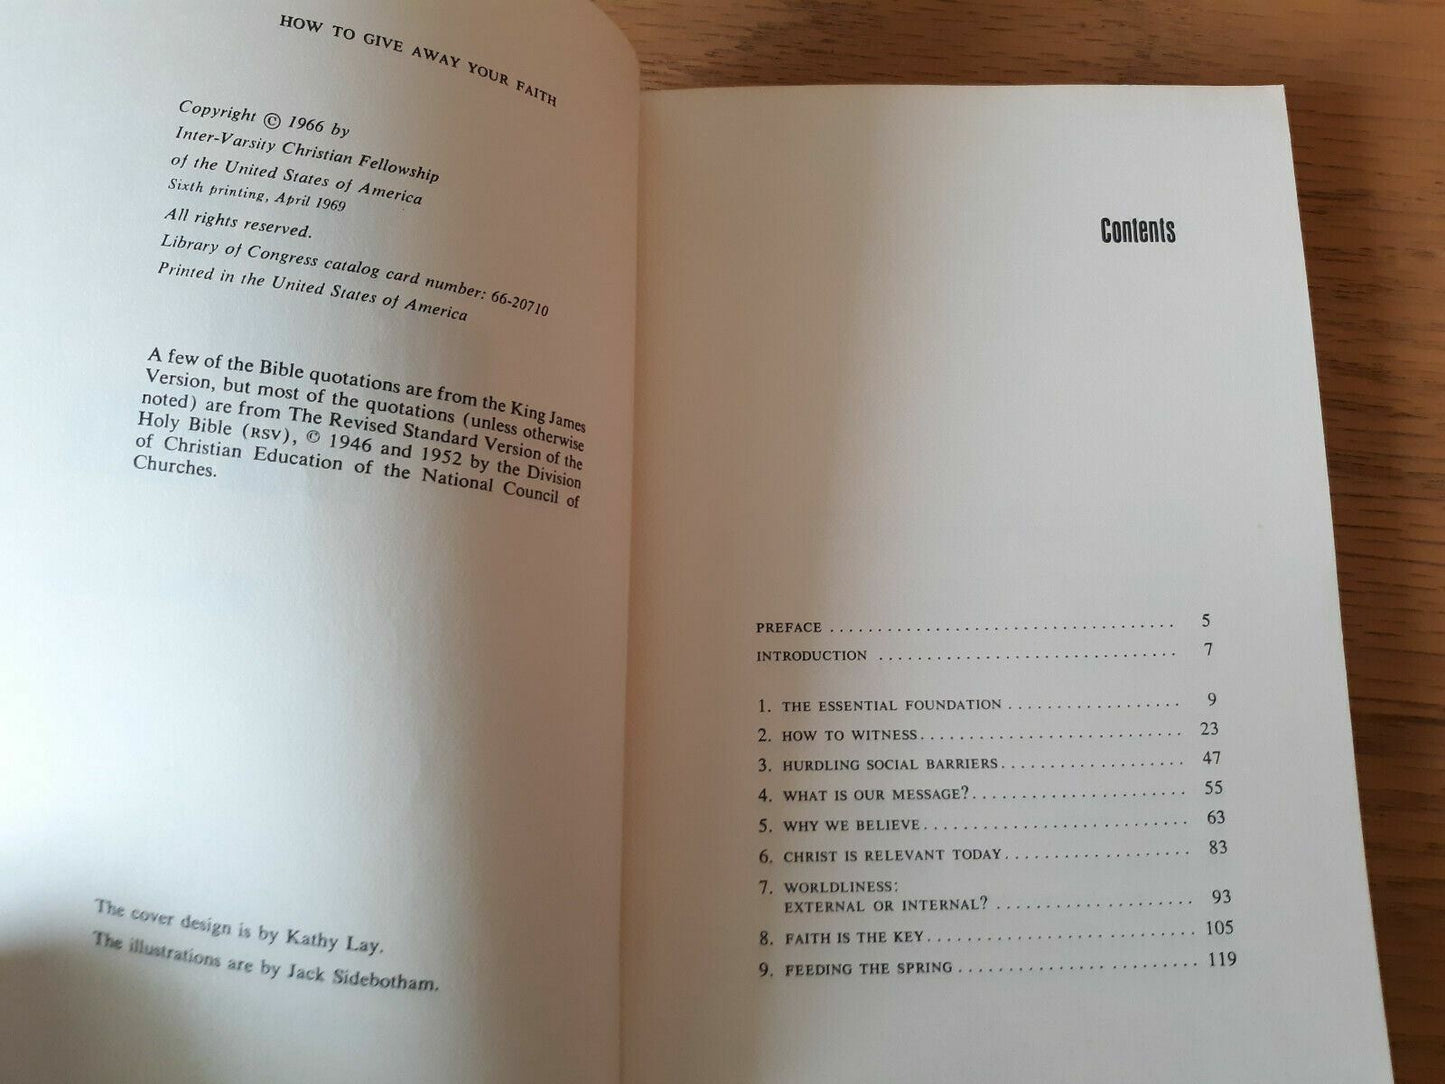 HOW TO GIVE AWAY YOUR FAITH
Copyright © 1966 by
Inter-Varsity Christian Fellowship
of the United States of America
Sixth printing, April 1969
All rights reserved.
Library of Congress catalog card number: 66-20710
Printed in the United States of America
A few of the Bible quotations are from the King James
Version, but most of the quotations (unless otherwise
noted) are from The Revised Standard Version of the
Holy Bible (RSV), © 1946 and 1952 by the Division
of Christian Education of the National Council of
Churches.
The cover design is by Kathy Lay.
The illustrations are by Jack Sidebotham.
Contents
PREFACE .................................... 5
INTRODUCTION ............................... 7
1. THE ESSENTIAL FOUNDATION .................. 9
2. HOW TO WITNESS............................ 23
3. HURDLING SOCIAL BARRIERS.................... 47
4. WHAT IS OUR MESSAGE?....................... 55
5. WHY WE BELIEVE............................ 63
6. CHRIST IS RELEVANT TODAY.................... 83
7. WORLDLINESS:
EXTERNAL OR INTERNAL? ..................... 93
8. FAITH IS THE KEY............................ 105
9. FEEDING THE SPRING ......................... 119